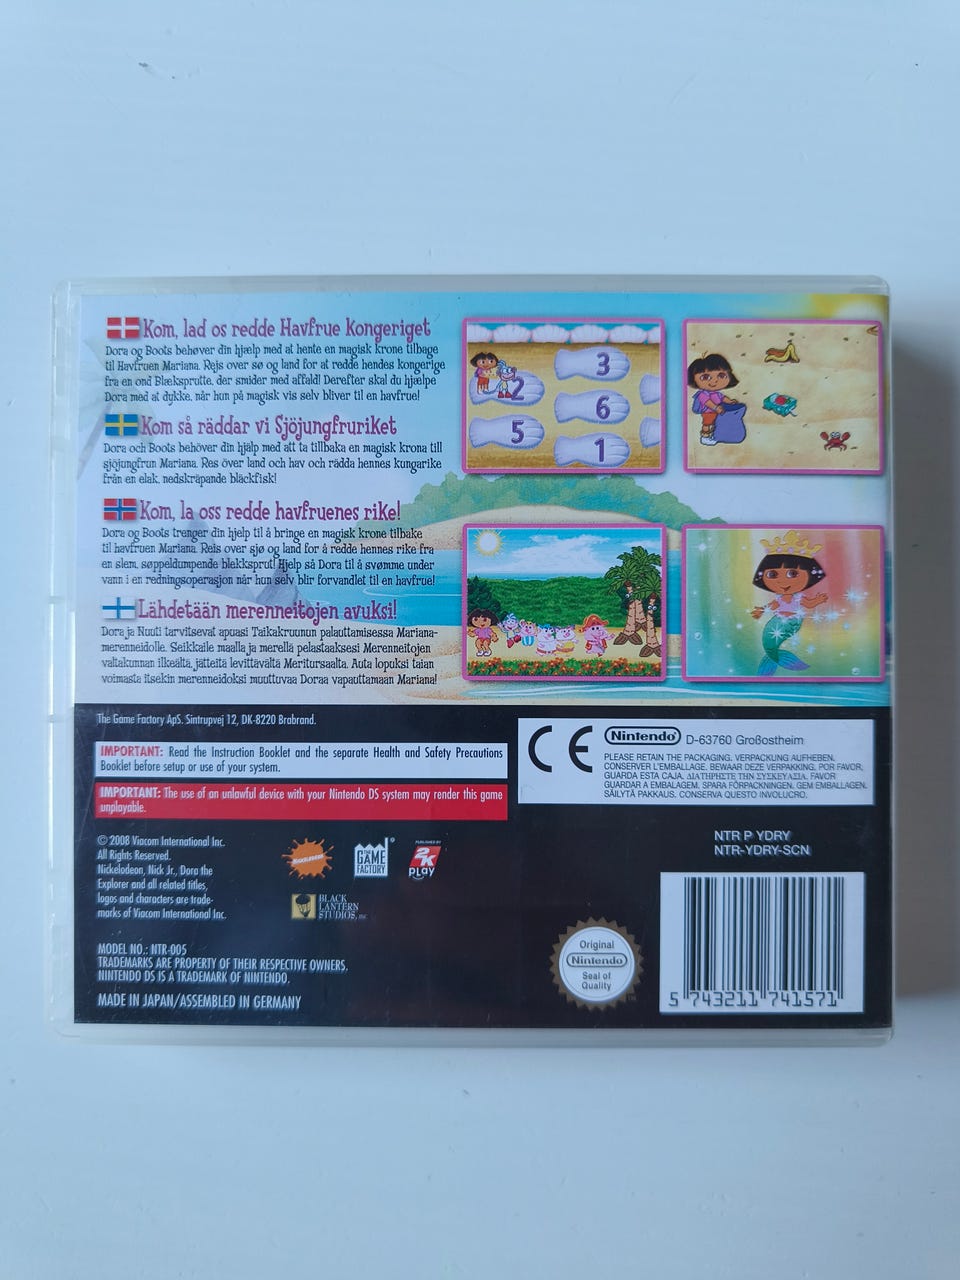 Kom, lad os redde Havfrue Kongeriget
Dora og Boots behøver din hjælp med at hente en magisk krone tilbage
til Havfruen Mariana. Rejs over sø og land for at redde hendes kongerige
fra en ond Blæksprutte, der smider med affald! Derefter skal du hjælpe
Dora med at dykke, når hun på magisk vis selv bliver til en havfrue!
Kom så räddar vi Sjöjungfruriket
Dora och Boots behöver din hjälp med att ta tillbaka en magisk krona till
sjöjungfrun Mariana. Res över land och hav och rädda hennes kungarike
från en elak, nedskräpande bläckfisk!
Kom, la oss redde havfruenes rike!
Dora og Boots trenger din hjelp til å bringe en magisk krone tilbake
til havfruen Mariana. Reis over sjø og land for å redde hennes rike fra
en slem, søppeldumpende blekksprut! Hjelp så Dora til å svømme under
vann i en redningsoperasjon når hun selv blir forvandlet til en havfrue!
Lähdetään merenneitojen avuksi!
Dora ja Nuuti tarvitsevat apuasi Taikakruunun palauttamisessa Mariana-
merenneidolle. Seikkaile maalla ja merellä pelastaaksesi Merenneitojen
valtakunnan ilkeältä, jätteitä levittävältä Meritursaalta. Auta lopuksi taian
voimasta itsekin merenneidoksi muuttuvaa Doraa vapauttamaan Mariana!
3
2
6
5
1
The Game Factory ApS. Sintrupvej 12, DK-8220 Brabrand.
IMPORTANT: Read the Instruction Booklet and the separate Health and Safety Precautions
Booklet before setup or use of your system.
IMPORTANT: The use of an unlawful device with your Nintendo DS system may render this game
unplayable.
CE
Nintendo D-63760 Großostheim
PLEASE RETAIN THE PACKAGING. VERPACKUNG AUFHEBEN.
CONSERVER L'EMBALLAGE. BEWAAR DEZE VERPAKKING. POR FAVOR,
GUARDA ESTA CAJA. ΔΙΑΤΗΡΗΣΤΕ ΤΗΝ ΣΥΣΚΕΥΑΣΙΑ. FAVOR
GUARDAR A EMBALAGEM. SPARA FÖRPACKNINGEN. GEM EMBALLAGEN.
SÄILYTÄ PAKKAUS. CONSERVA QUESTO INVOLUCRO.
© 2008 Viacom International Inc.
All Rights Reserved.
Nickelodeon, Nick Jr., Dora the
Explorer and all related titles,
logos and characters are trade-
marks of Viacom International Inc.
NICKELODEON
THE
GAME
FACTORY
PUBLISHED BY
2K
play
BLACK
LANTERN
STUDIOS, INC
NTR P YDRY
NTR-YDRY-SCN
MODEL NO.: NTR-005
TRADEMARKS ARE PROPERTY OF THEIR RESPECTIVE OWNERS.
NINTENDO DS IS A TRADEMARK OF NINTENDO.
MADE IN JAPAN/ASSEMBLED IN GERMANY
Original
Nintendo
Seal of
Quality
TM
5 743211 741571